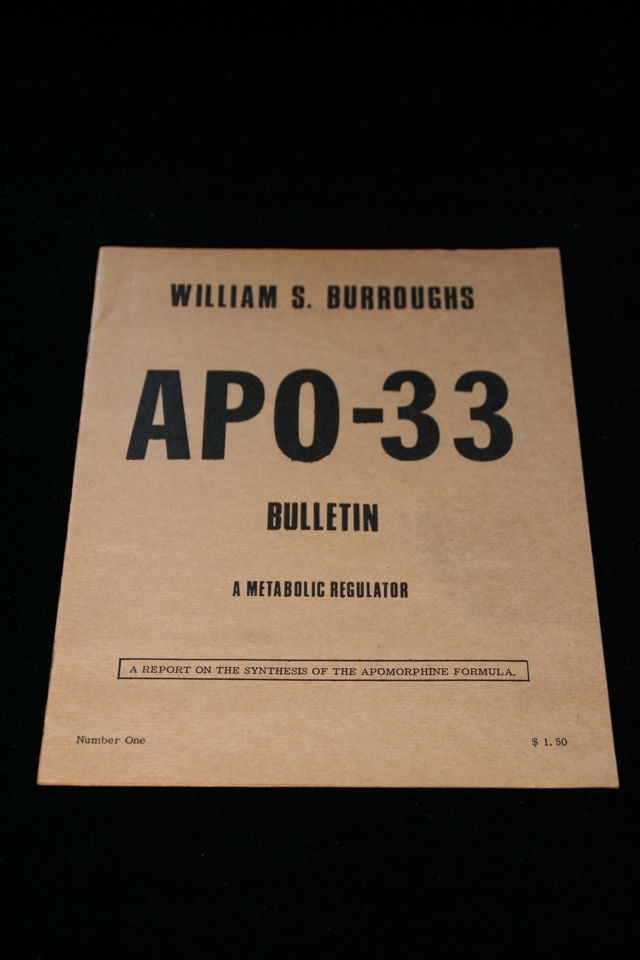 WILLIAM S. BURROUGHS
APO-33
BULLETIN
A METABOLIC REGULATOR
A REPORT ON THE SYNTHESIS OF THE APOMORPHINE FORMULA.
Number One
$ 1.50